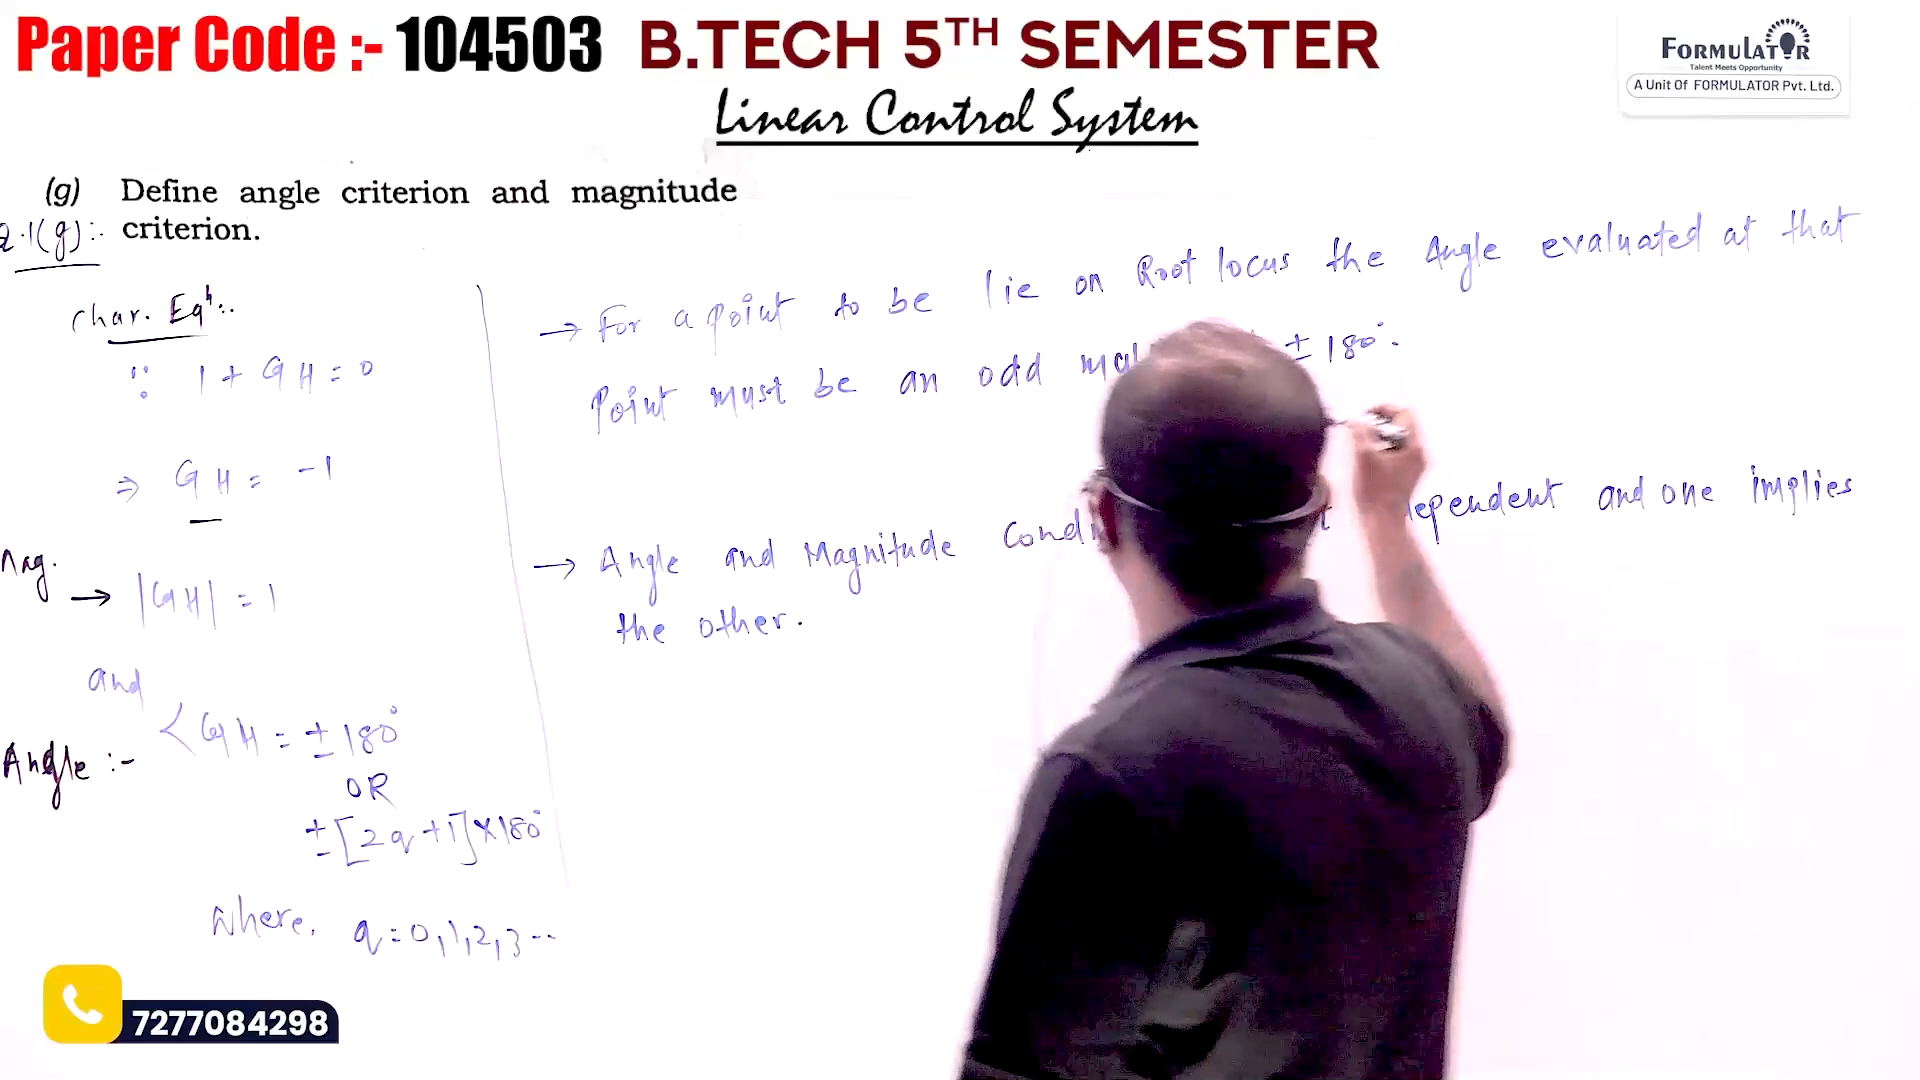 Paper Code :- 104503 B.TECH 5TH SEMESTER
FORMULATOR
Talent Meets Opportunity
A Unit Of FORMULATOR Pvt. Ltd.
Linear Control System
(g) Define angle criterion and magnitude
criterion.
Q.1(g):-
Char. Eqn:.
∵ 1 + GH = 0
⇒ GH = -1
Mag.
→ |GH| = 1
and
Angle :- <GH = ± 180°
OR
± [2q + 1] × 180°
Where, q = 0, 1, 2, 3 --
→ For a point to be lie on Root locus the Angle evaluated at that
Point must be an odd ± 180°.
→ Angle and Magnitude and one implies
the other.
7277084298